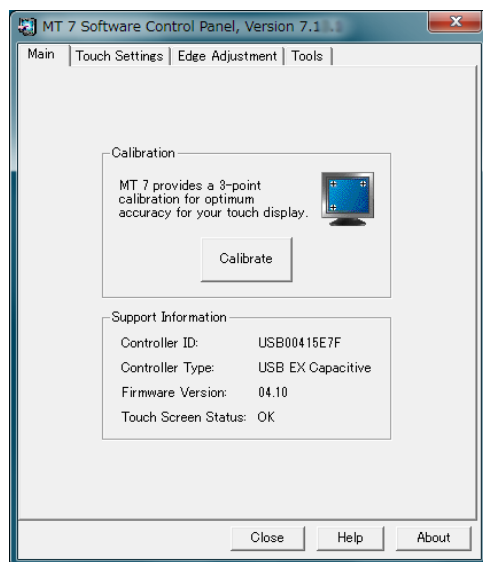 MT 7 Software Control Panel, Version 7.1
Main Touch Settings Edge Adjustment Tools
Calibration
MT 7 provides a 3-point
calibration for optimum
accuracy for your touch display.
Calibrate
Support Information
Controller ID: USB00415E7F
Controller Type: USB EX Capacitive
Firmware Version: 04.10
Touch Screen Status: OK
Close Help About